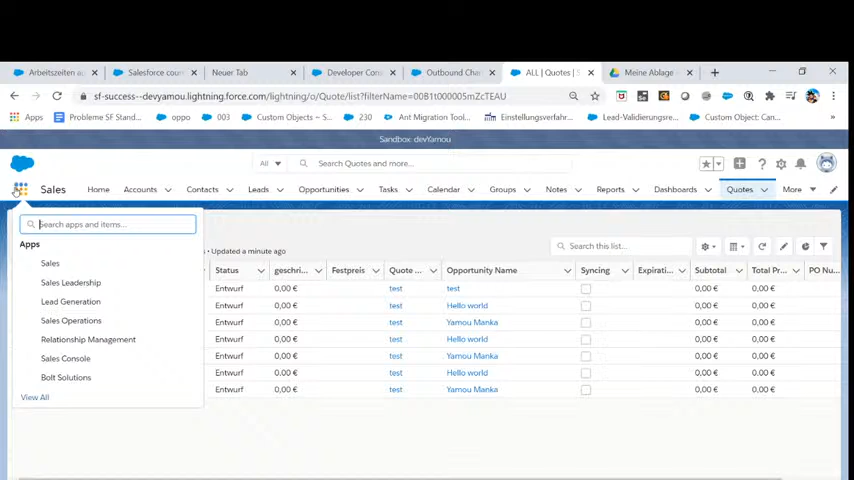 Arbeitszeiten au
Salesforce coun
Neuer Tab
Developer Cons
Outbound Chan
ALL | Quotes | S
Meine Ablage
sf-success--devyamou.lightning.force.com/lightning/o/Quote/list?filterName=00B1t000005mZcTEAU
Apps
Probleme SF Stand...
oppo
003
Custom Objects – S...
230
Ant Migration Tool...
Einstellungsverfahr...
Lead-Validierungsre...
Custom Object: Can...
Sandbox: devYamou
All
Search Quotes and more...
Sales
Home
Accounts
Contacts
Leads
Opportunities
Tasks
Calendar
Groups
Notes
Reports
Dashboards
Quotes
More
Search apps and items...
Apps
Sales
Sales Leadership
Lead Generation
Sales Operations
Relationship Management
Sales Console
Bolt Solutions
View All
• Updated a minute ago
Search this list...
Status geschri... Festpreis Quote ... Opportunity Name Syncing Expirati... Subtotal Total Pr... PO Nu...
Entwurf 0,00 € test test 0,00 € 0,00 €
Entwurf 0,00 € test Hello world 0,00 € 0,00 €
Entwurf 0,00 € test Yamou Manka 0,00 € 0,00 €
Entwurf 0,00 € test Hello world 0,00 € 0,00 €
Entwurf 0,00 € test Yamou Manka 0,00 € 0,00 €
Entwurf 0,00 € test Hello world 0,00 € 0,00 €
Entwurf 0,00 € test Yamou Manka 0,00 € 0,00 €